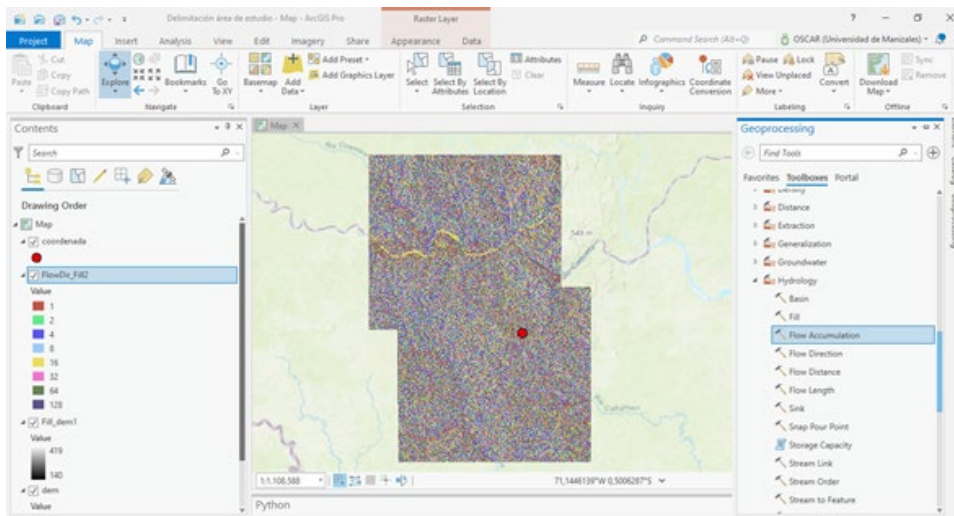 Delimitación área de estudio - Map - ArcGIS Pro
Raster Layer
?
Project Map Insert Analysis View Edit Imagery Share Appearance Data
Command Search (Alt+Q)
OSCAR (Universidad de Manizales)
Paste
Cut
Copy
Copy Path
Clipboard
Explore
Bookmarks
Go To XY
Navigate
Basemap
Add Data
Add Preset
Add Graphics Layer
Layer
Select
Select By Attributes
Select By Location
Attributes
Clear
Selection
Measure
Locate
Infographics
Coordinate Conversion
Inquiry
Pause
Lock
View Unplaced
More
Convert
Labeling
Download Map
Sync
Remove
Offline
Contents
Search
Drawing Order
Map
coordenada
FlowDir_Fill2
Value
1
2
4
8
16
32
64
128
Fill_dem1
Value
419
140
dem
Value
Map
543 m
1:1.108.588
71,1446139°W 0,5006287°S
Python
Geoprocessing
Find Tools
Favorites Toolboxes Portal
Distance
Extraction
Generalization
Groundwater
Hydrology
Basin
Fill
Flow Accumulation
Flow Direction
Flow Distance
Flow Length
Sink
Snap Pour Point
Storage Capacity
Stream Link
Stream Order
Stream to Feature